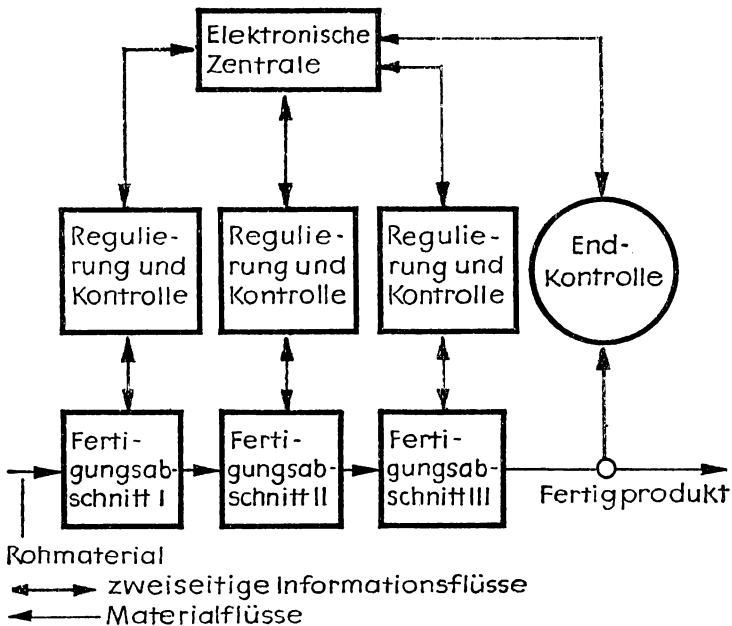 Elektronische
Zentrale
Regulie-
rung und
Kontrolle
Regulie-
rung und
Kontrolle
Regulie-
rung und
Kontrolle
End-
Kontrolle
Ferti-
gungsab-
schnitt I
Ferti-
gungsab-
schnitt II
Ferti-
gungsab-
schnitt III
Fertigprodukt
Rohmaterial
zweiseitige Informationsflüsse
Materialflüsse